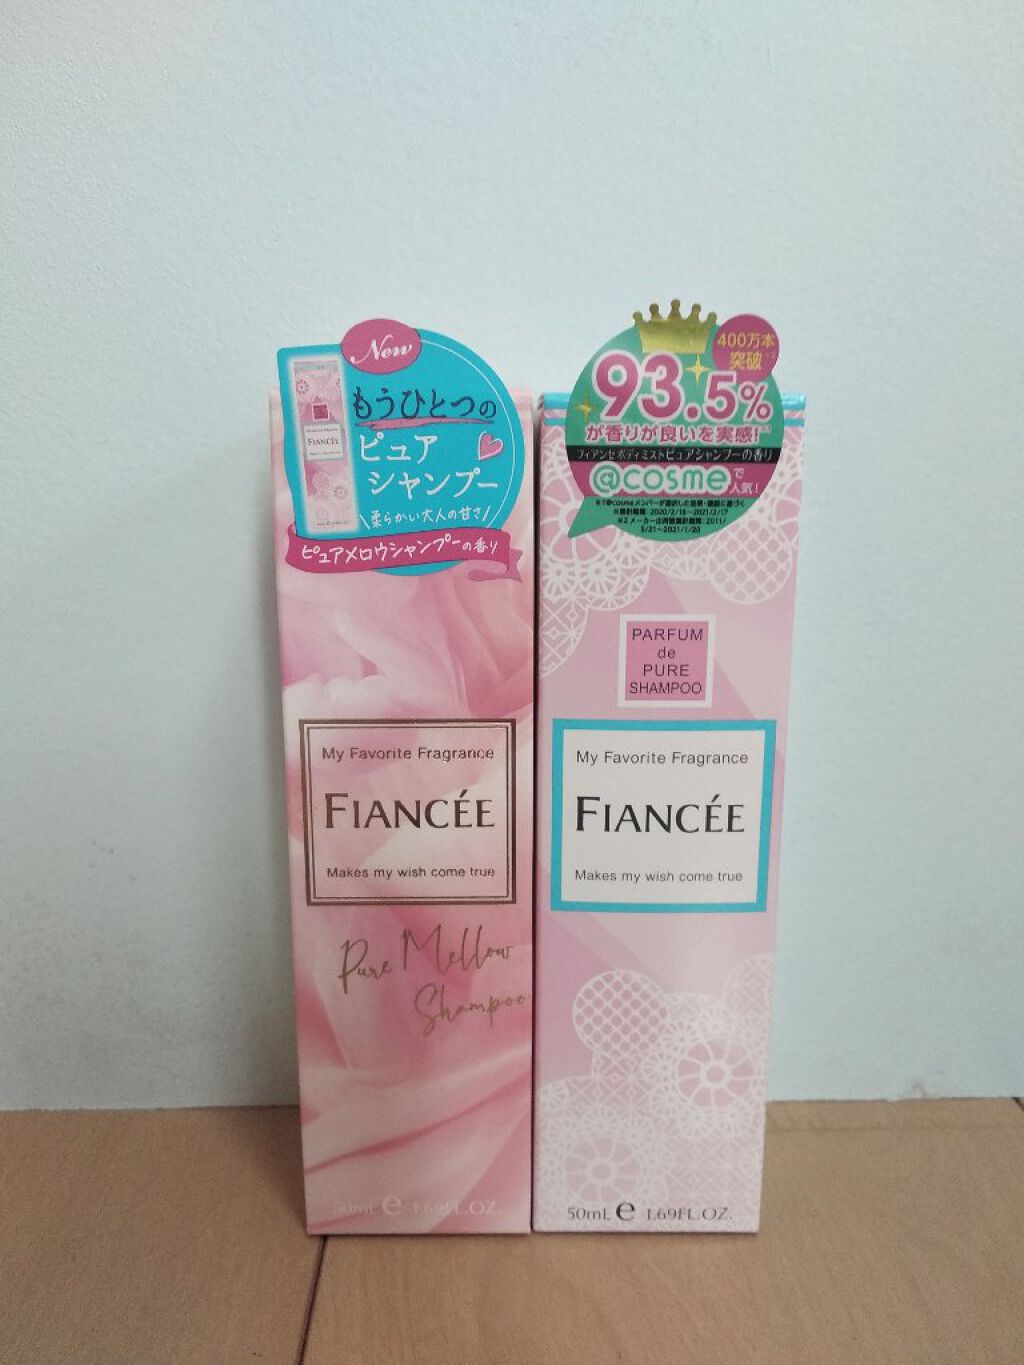 New
もうひとつの
ピュア
シャンプー
\柔らかい大人の甘さ/
ピュアメロウシャンプーの香り
FIANCÉE
My Favorite Fragrance
FIANCÉE
Makes my wish come true
Pure Mellow
Shampoo
50mL e 1.69FL.OZ.
400万本
突破
93.5%
が香りが良いを実感!
フィアンセ ボディミストピュアシャンプーの香り
@cosmeで
人気!
PARFUM
de
PURE
SHAMPOO
My Favorite Fragrance
FIANCÉE
Makes my wish come true
50mL e 1.69FL.OZ.